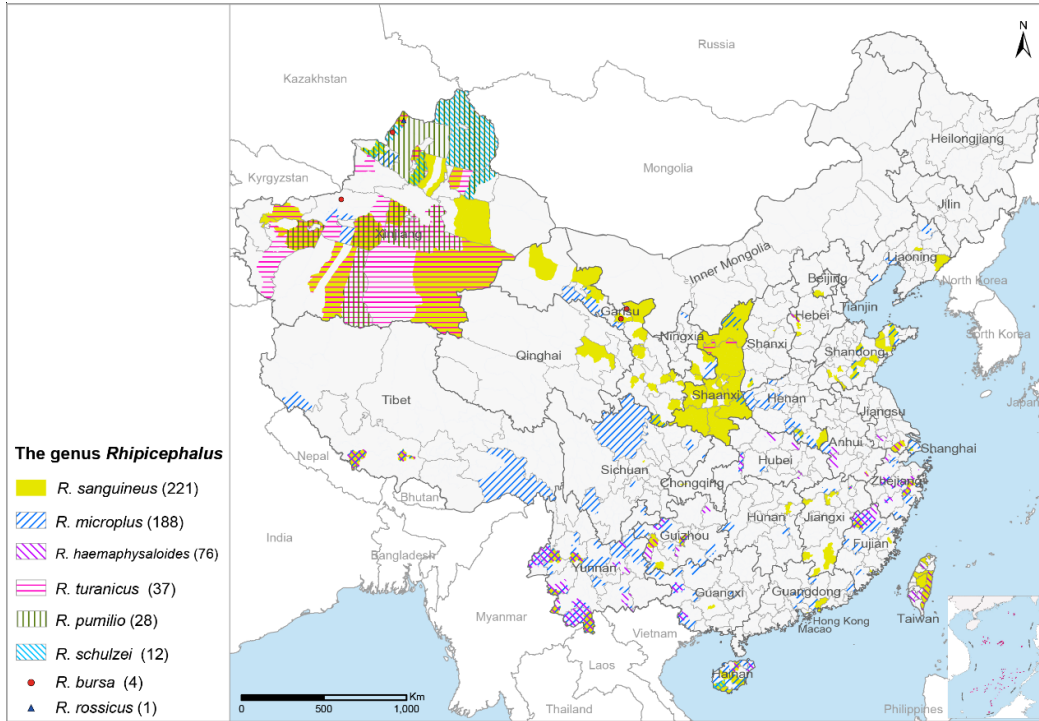 N
Russia
Kazakhstan
Heilongjiang
Mongolia
Kyrgyzstan
Jilin
Xinjiang
Inner Mongolia
Liaoning
Beijing
North Korea
Tianjin
Gansu
Hebei
Ningxia
Shanxi
South Korea
Qinghai
Shandong
Tibet
Shaanxi
Henan
Japan
Jiangsu
The genus Rhipicephalus
Nepal
Anhui
Shanghai
Sichuan
Hubei
R. sanguineus (221)
Chongqing
Zhejiang
Bhutan
R. microplus (188)
Hunan
Jiangxi
India
Guizhou
Fujian
R. haemaphysaloides (76)
Bangladesh
Yunnan
R. turanicus (37)
Guangxi
Guangdong
Myanmar
Taiwan
R. pumilio (28)
Hong Kong
Macao
Vietnam
R. schulzei (12)
Laos
Hainan
R. bursa (4)
Km
0 500 1,000
R. rossicus (1)
Thailand
Philippines